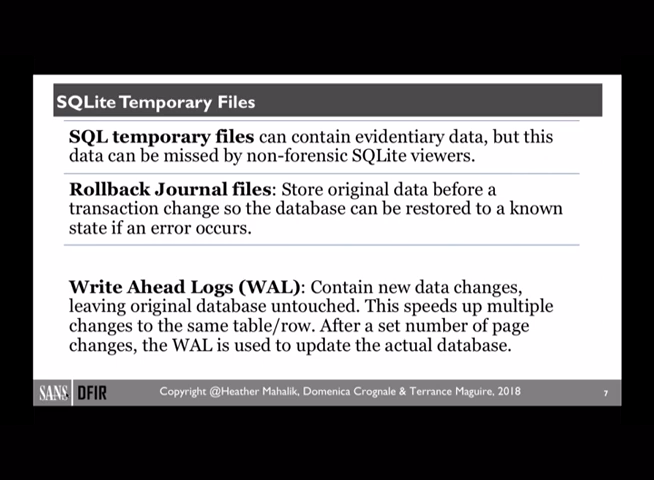 SQLite Temporary Files
SQL temporary files can contain evidentiary data, but this
data can be missed by non-forensic SQLite viewers.
Rollback Journal files: Store original data before a
transaction change so the database can be restored to a known
state if an error occurs.
Write Ahead Logs (WAL): Contain new data changes,
leaving original database untouched. This speeds up multiple
changes to the same table/row. After a set number of page
changes, the WAL is used to update the actual database.
SANS DFIR
Copyright @Heather Mahalik, Domenica Crognale & Terrance Maguire, 2018
7